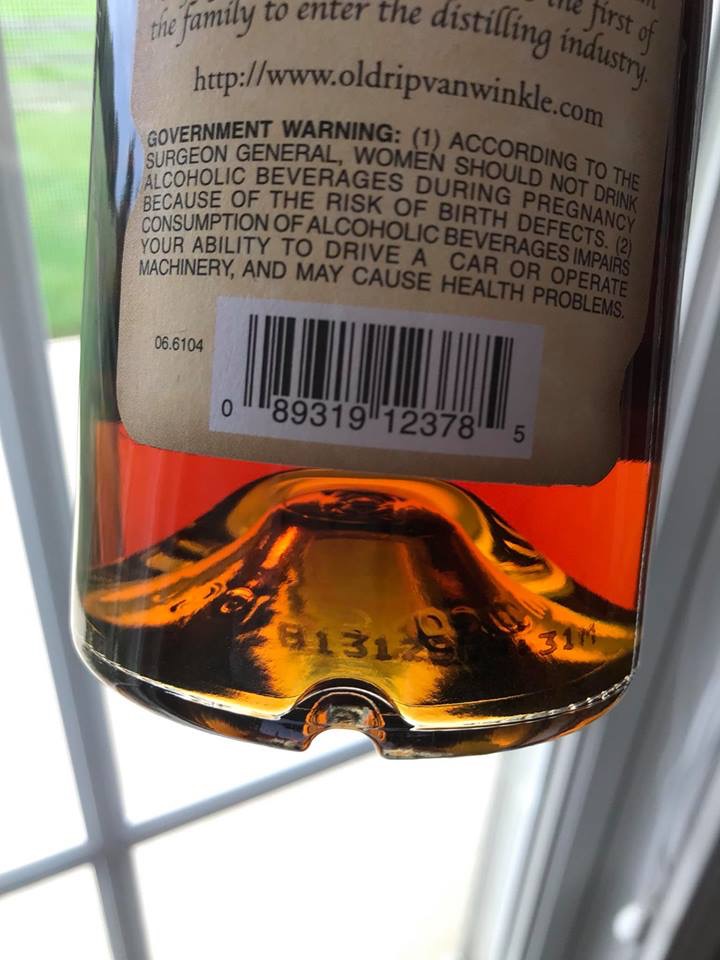 the first of
the family to enter the distilling industry.
http://www.oldripvanwinkle.com
GOVERNMENT WARNING: (1) ACCORDING TO THE
SURGEON GENERAL, WOMEN SHOULD NOT DRINK
ALCOHOLIC BEVERAGES DURING PREGNANCY
BECAUSE OF THE RISK OF BIRTH DEFECTS. (2)
CONSUMPTION OF ALCOHOLIC BEVERAGES IMPAIRS
YOUR ABILITY TO DRIVE A CAR OR OPERATE
MACHINERY, AND MAY CAUSE HEALTH PROBLEMS.
06.6104
0 89319 12378 5